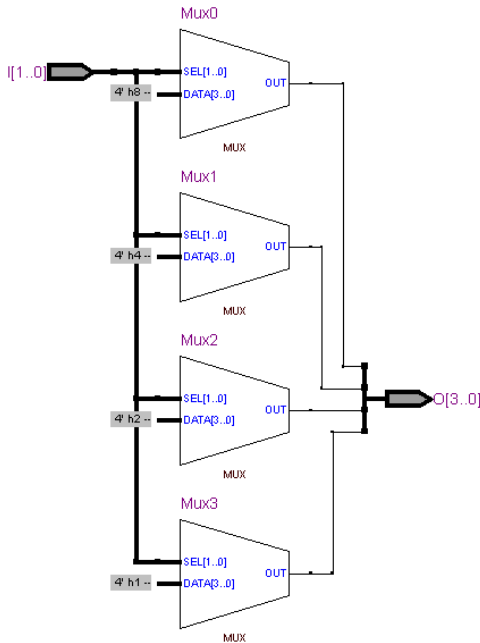 Mux0
I[1..0]
SEL[1..0]
OUT
4' h8 --
DATA[3..0]
MUX
Mux1
SEL[1..0]
OUT
4' h4 --
DATA[3..0]
MUX
Mux2
SEL[1..0]
O[3..0]
OUT
4' h2 --
DATA[3..0]
MUX
Mux3
SEL[1..0]
OUT
4' h1 --
DATA[3..0]
MUX